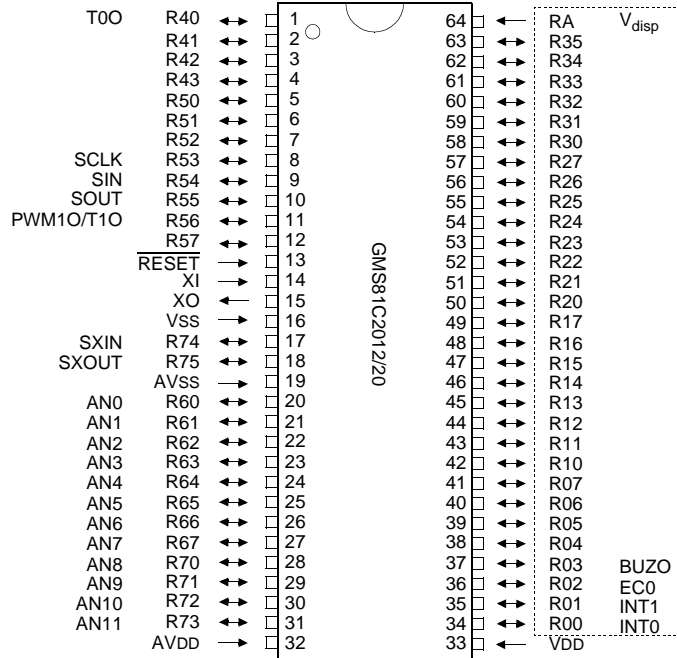 T0O R40 1 64 RA Vdisp
R41 2 63 R35
R42 3 62 R34
R43 4 61 R33
R50 5 60 R32
R51 6 59 R31
R52 7 58 R30
SCLK R53 8 57 R27
SIN R54 9 56 R26
SOUT R55 10 55 R25
PWM1O/T1O R56 11 54 R24
R57 12 53 R23
RESET 13 52 R22
XI 14 51 R21
XO 15 50 R20
VSS 16 49 R17
SXIN R74 17 48 R16
SXOUT R75 18 47 R15
AVSS 19 46 R14
AN0 R60 20 45 R13
AN1 R61 21 44 R12
AN2 R62 22 43 R11
AN3 R63 23 42 R10
AN4 R64 24 41 R07
AN5 R65 25 40 R06
AN6 R66 26 39 R05
AN7 R67 27 38 R04
AN8 R70 28 37 R03 BUZO
AN9 R71 29 36 R02 EC0
AN10 R72 30 35 R01 INT1
AN11 R73 31 34 R00 INT0
AVDD 32 33 VDD
GMS81C2012/20